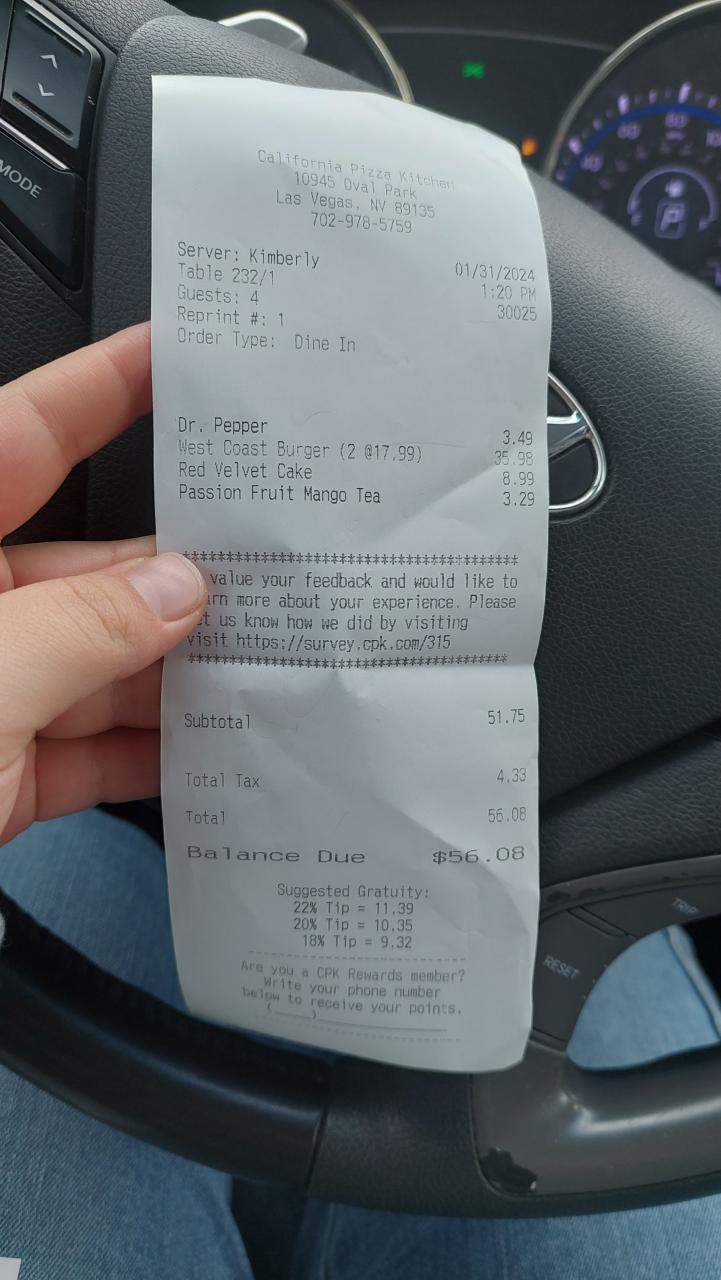 MODE
40
60
80
P
California Pizza Kitchen
10945 Oval Park
Las Vegas, NV 89135
702-978-5759
Server: Kimberly 01/31/2024
Table 232/1 1:20 PM
Guests: 4 30025
Reprint #: 1
Order Type: Dine In
Dr. Pepper 3.49
West Coast Burger (2 @17.99) 35.98
Red Velvet Cake 8.99
Passion Fruit Mango Tea 3.29
*****************************************
value your feedback and would like to
more about your experience. Please
us know how we did by visiting
visit https://survey.cpk.com/315
*****************************************
Subtotal 51.75
Total Tax 4.33
Total 56.08
Balance Due $56.08
Suggested Gratuity:
22% Tip = 11.39
20% Tip = 10.35
18% Tip = 9.32
Are you a CPK Rewards member?
Write your phone number
below to receive your points.
(_____)_______________
TRIP
RESET